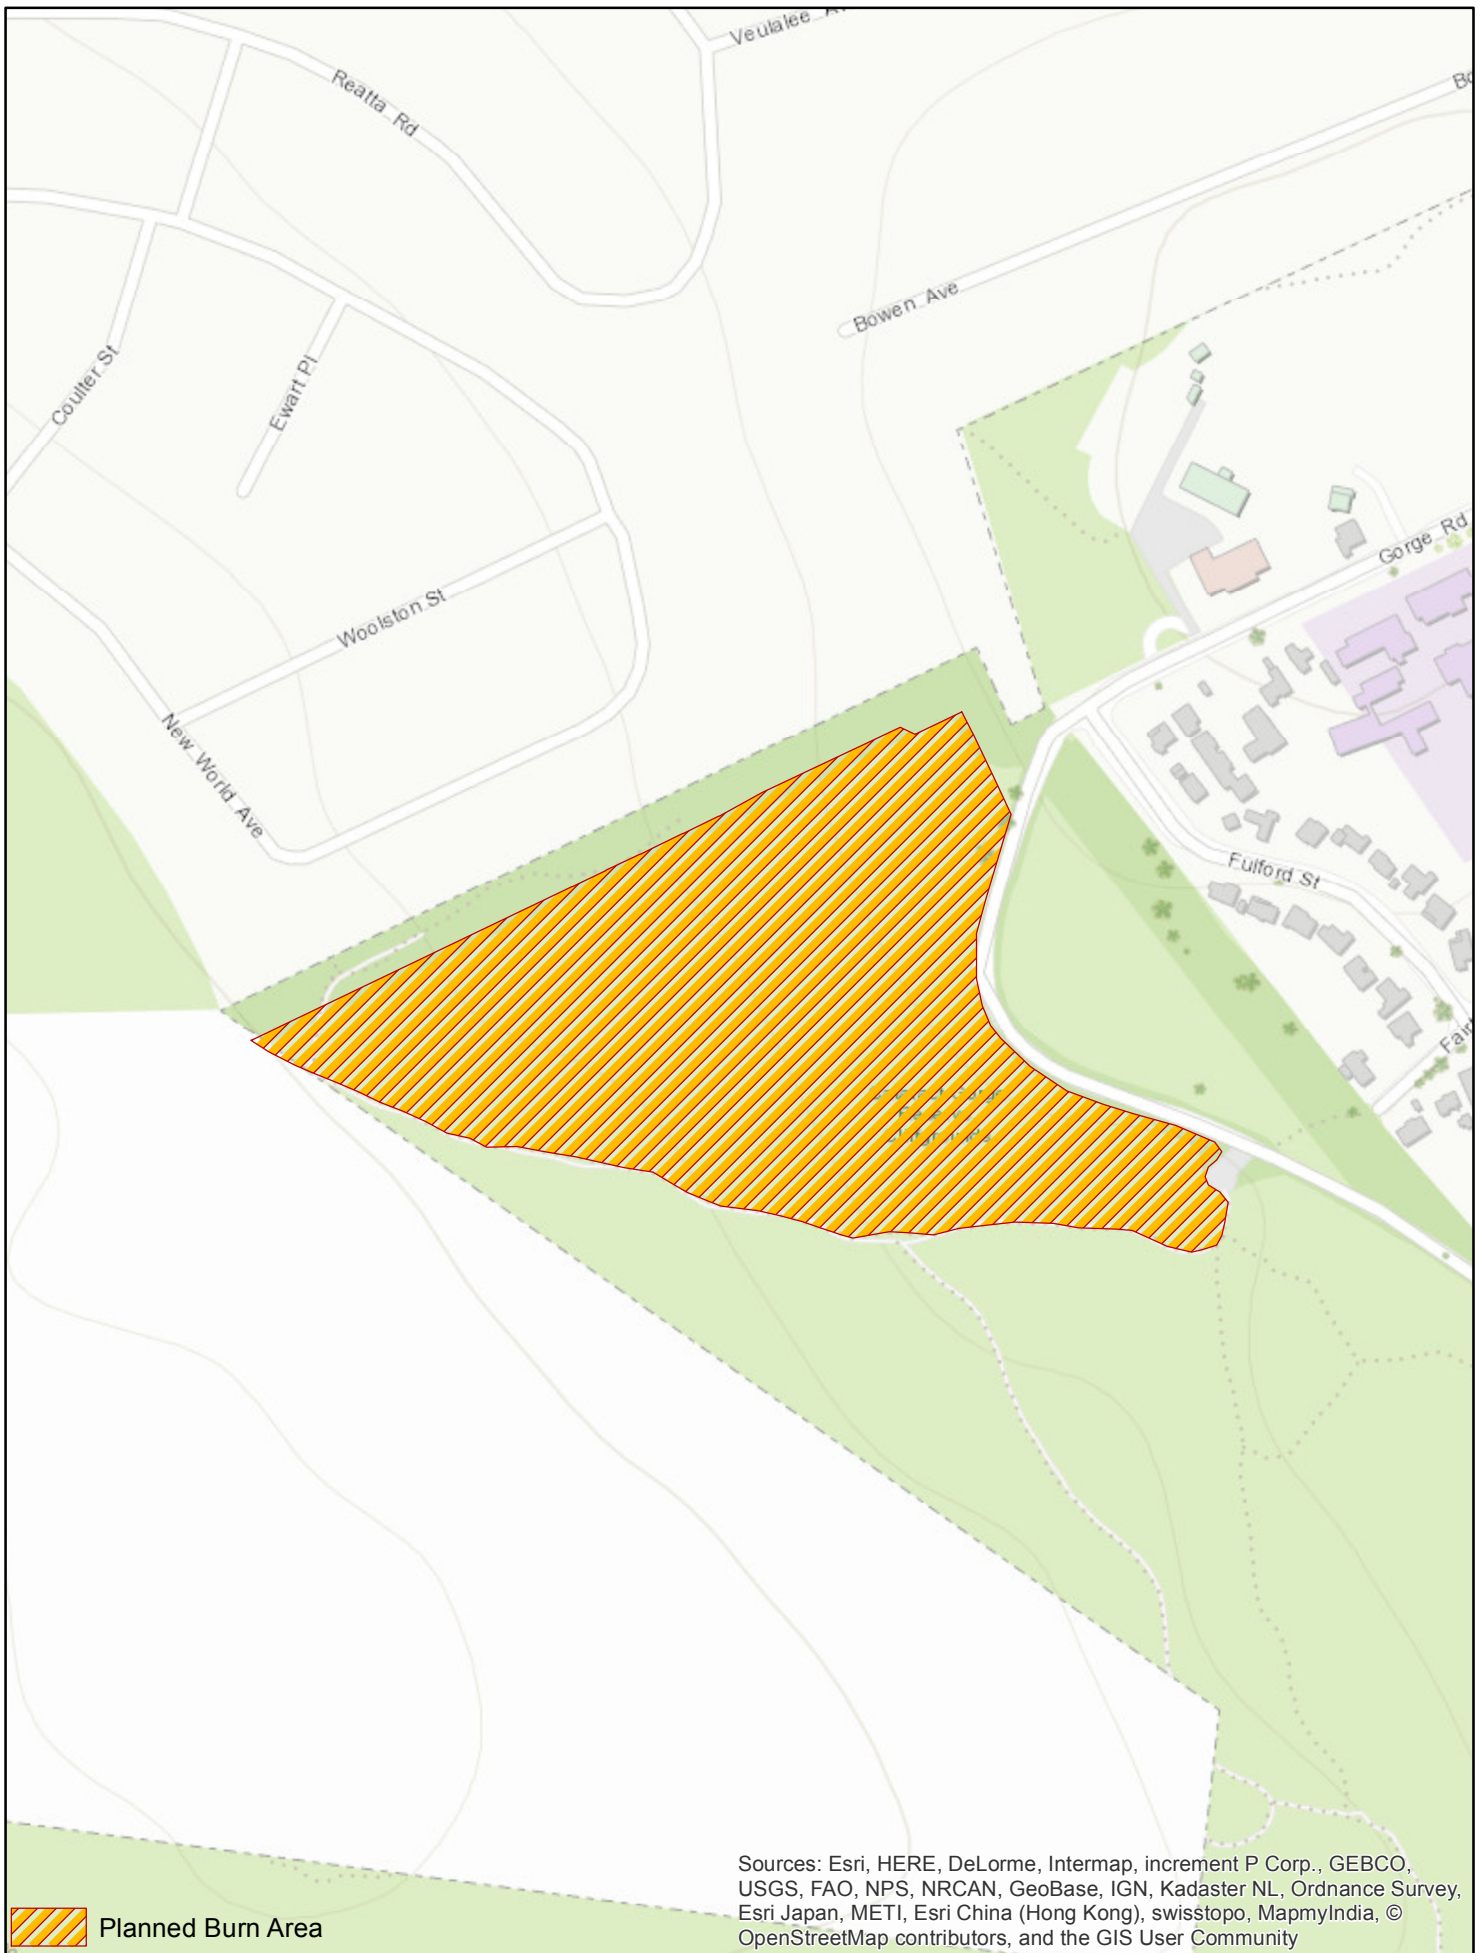 Veulalee
Reatta Rd
Bowen Ave
Coulter St
Ewart Pl
Woolston St
Gorge Rd
New World Ave
Fulford St
Planned Burn Area
Sources: Esri, HERE, DeLorme, Intermap, increment P Corp., GEBCO,
USGS, FAO, NPS, NRCAN, GeoBase, IGN, Kadaster NL, Ordnance Survey,
Esri Japan, METI, Esri China (Hong Kong), swisstopo, MapmyIndia, ©
OpenStreetMap contributors, and the GIS User Community